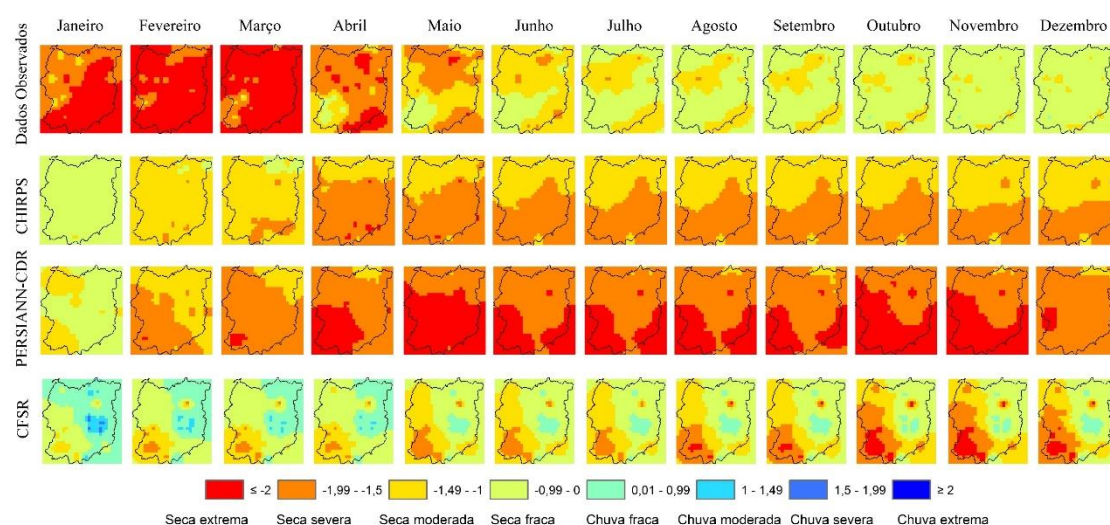 Janeiro Fevereiro Março Abril Maio Junho Julho Agosto Setembro Outubro Novembro Dezembro
Dados Observados
CHIRPS
PERSIANN-CDR
CFSR
≤ -2 -1,99 - -1,5 -1,49 - -1 -0,99 - 0 0,01 - 0,99 1 - 1,49 1,5 - 1,99 ≥ 2
Seca extrema Seca severa Seca moderada Seca fraca Chuva fraca Chuva moderada Chuva severa Chuva extrema